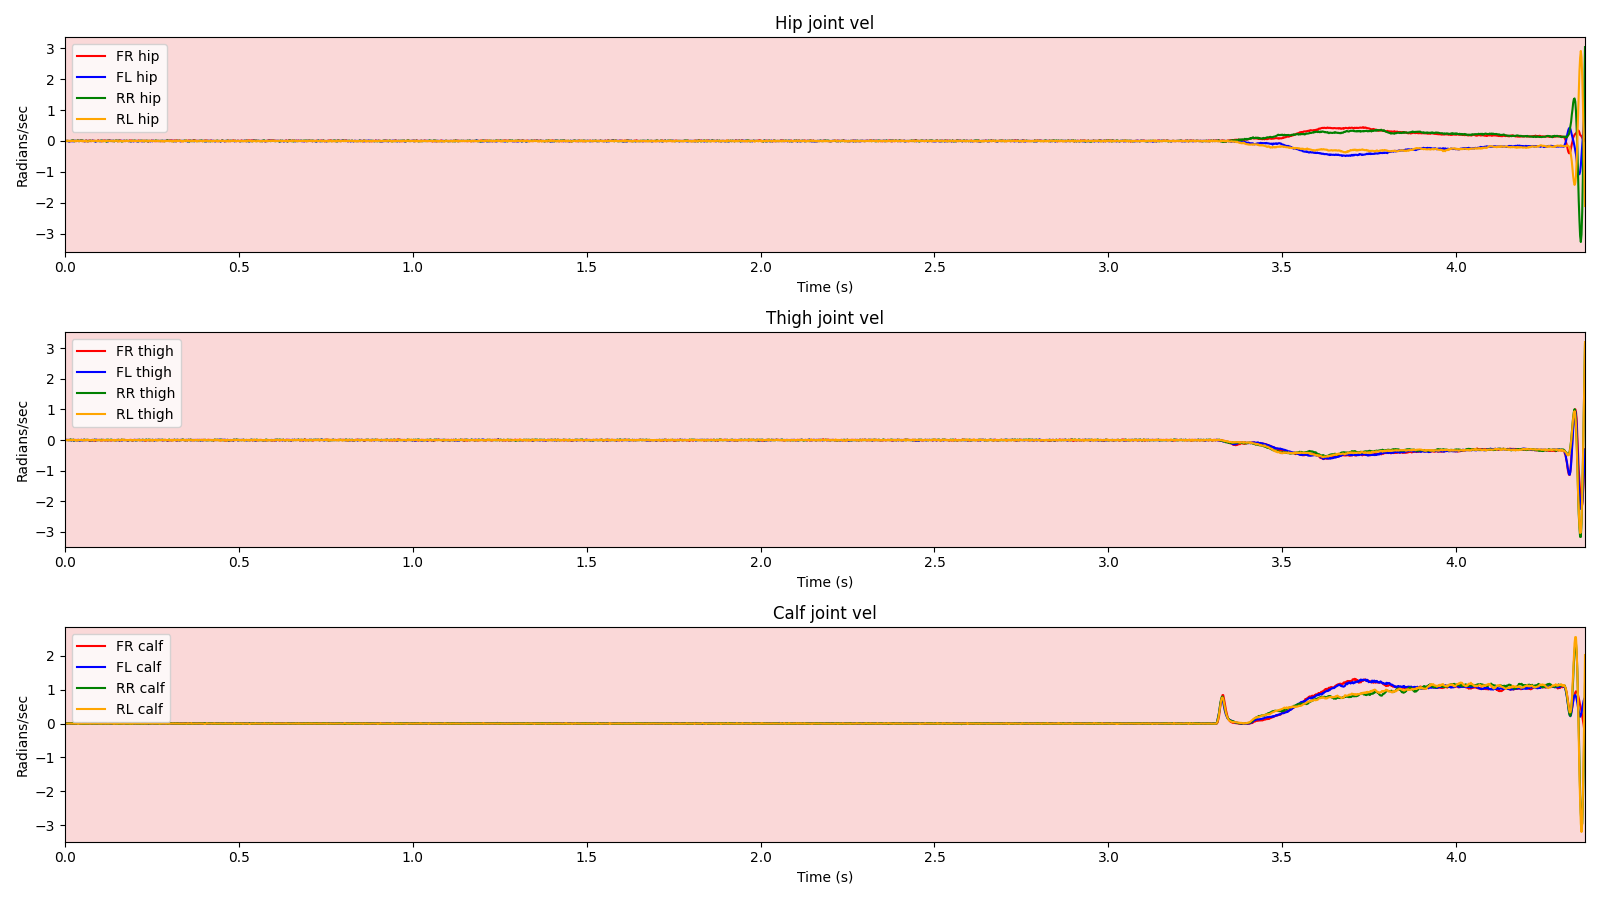 Hip joint vel
3
2
1
0
−1
−2
−3
Radians/sec
FR hip
FL hip
RR hip
RL hip
0.0 0.5 1.0 1.5 2.0 2.5 3.0 3.5 4.0
Time (s)
Thigh joint vel
3
2
1
0
−1
−2
−3
Radians/sec
FR thigh
FL thigh
RR thigh
RL thigh
0.0 0.5 1.0 1.5 2.0 2.5 3.0 3.5 4.0
Time (s)
Calf joint vel
2
1
0
−1
−2
−3
Radians/sec
FR calf
FL calf
RR calf
RL calf
0.0 0.5 1.0 1.5 2.0 2.5 3.0 3.5 4.0
Time (s)